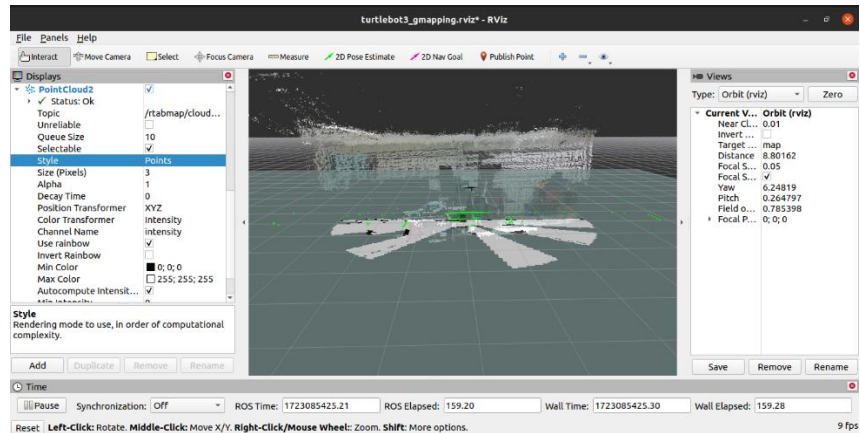 turtlebot3_gmapping.rviz* - RViz
File Panels Help
Interact Move Camera Select Focus Camera Measure 2D Pose Estimate 2D Nav Goal Publish Point
Displays
PointCloud2
Status: Ok
Topic /rtabmap/cloud...
Unreliable
Queue Size 10
Selectable
Style Points
Size (Pixels) 3
Alpha 1
Decay Time 0
Position Transformer XYZ
Color Transformer Intensity
Channel Name intensity
Use rainbow
Invert Rainbow
Min Color 0; 0; 0
Max Color 255; 255; 255
Autocompute Intensit...
Min Intensity 0
Style
Rendering mode to use, in order of computational
complexity.
Add Duplicate Remove Rename
Views
Type: Orbit (rviz) Zero
Current V... Orbit (rviz)
Near Cl... 0.01
Invert ...
Target ... map
Distance 8.80162
Focal S... 0.05
Focal S...
Yaw 6.24819
Pitch 0.264797
Field o... 0.785398
Focal P... 0; 0; 0
Save Remove Rename
Time
Pause Synchronization: Off ROS Time: 1723085425.21 ROS Elapsed: 159.20 Wall Time: 1723085425.30 Wall Elapsed: 159.28
Reset Left-Click: Rotate. Middle-Click: Move X/Y. Right-Click/Mouse Wheel: Zoom. Shift: More options. 9 fps